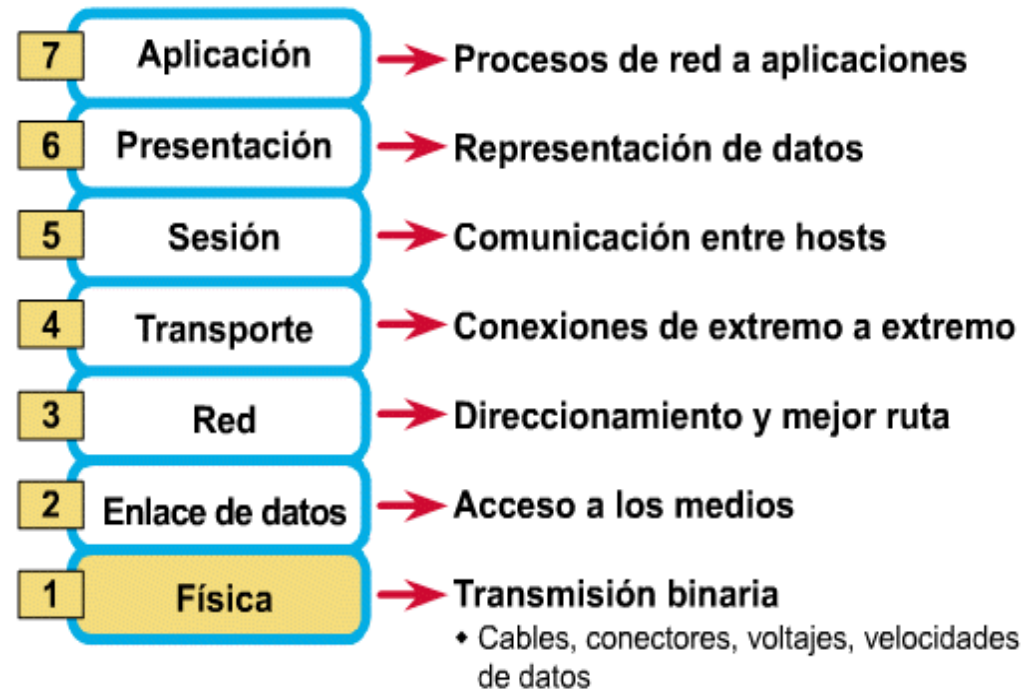 7 Aplicación Procesos de red a aplicaciones
6 Presentación Representación de datos
5 Sesión Comunicación entre hosts
4 Transporte Conexiones de extremo a extremo
3 Red Direccionamiento y mejor ruta
2 Enlace de datos Acceso a los medios
1 Física Transmisión binaria
• Cables, conectores, voltajes, velocidades
de datos